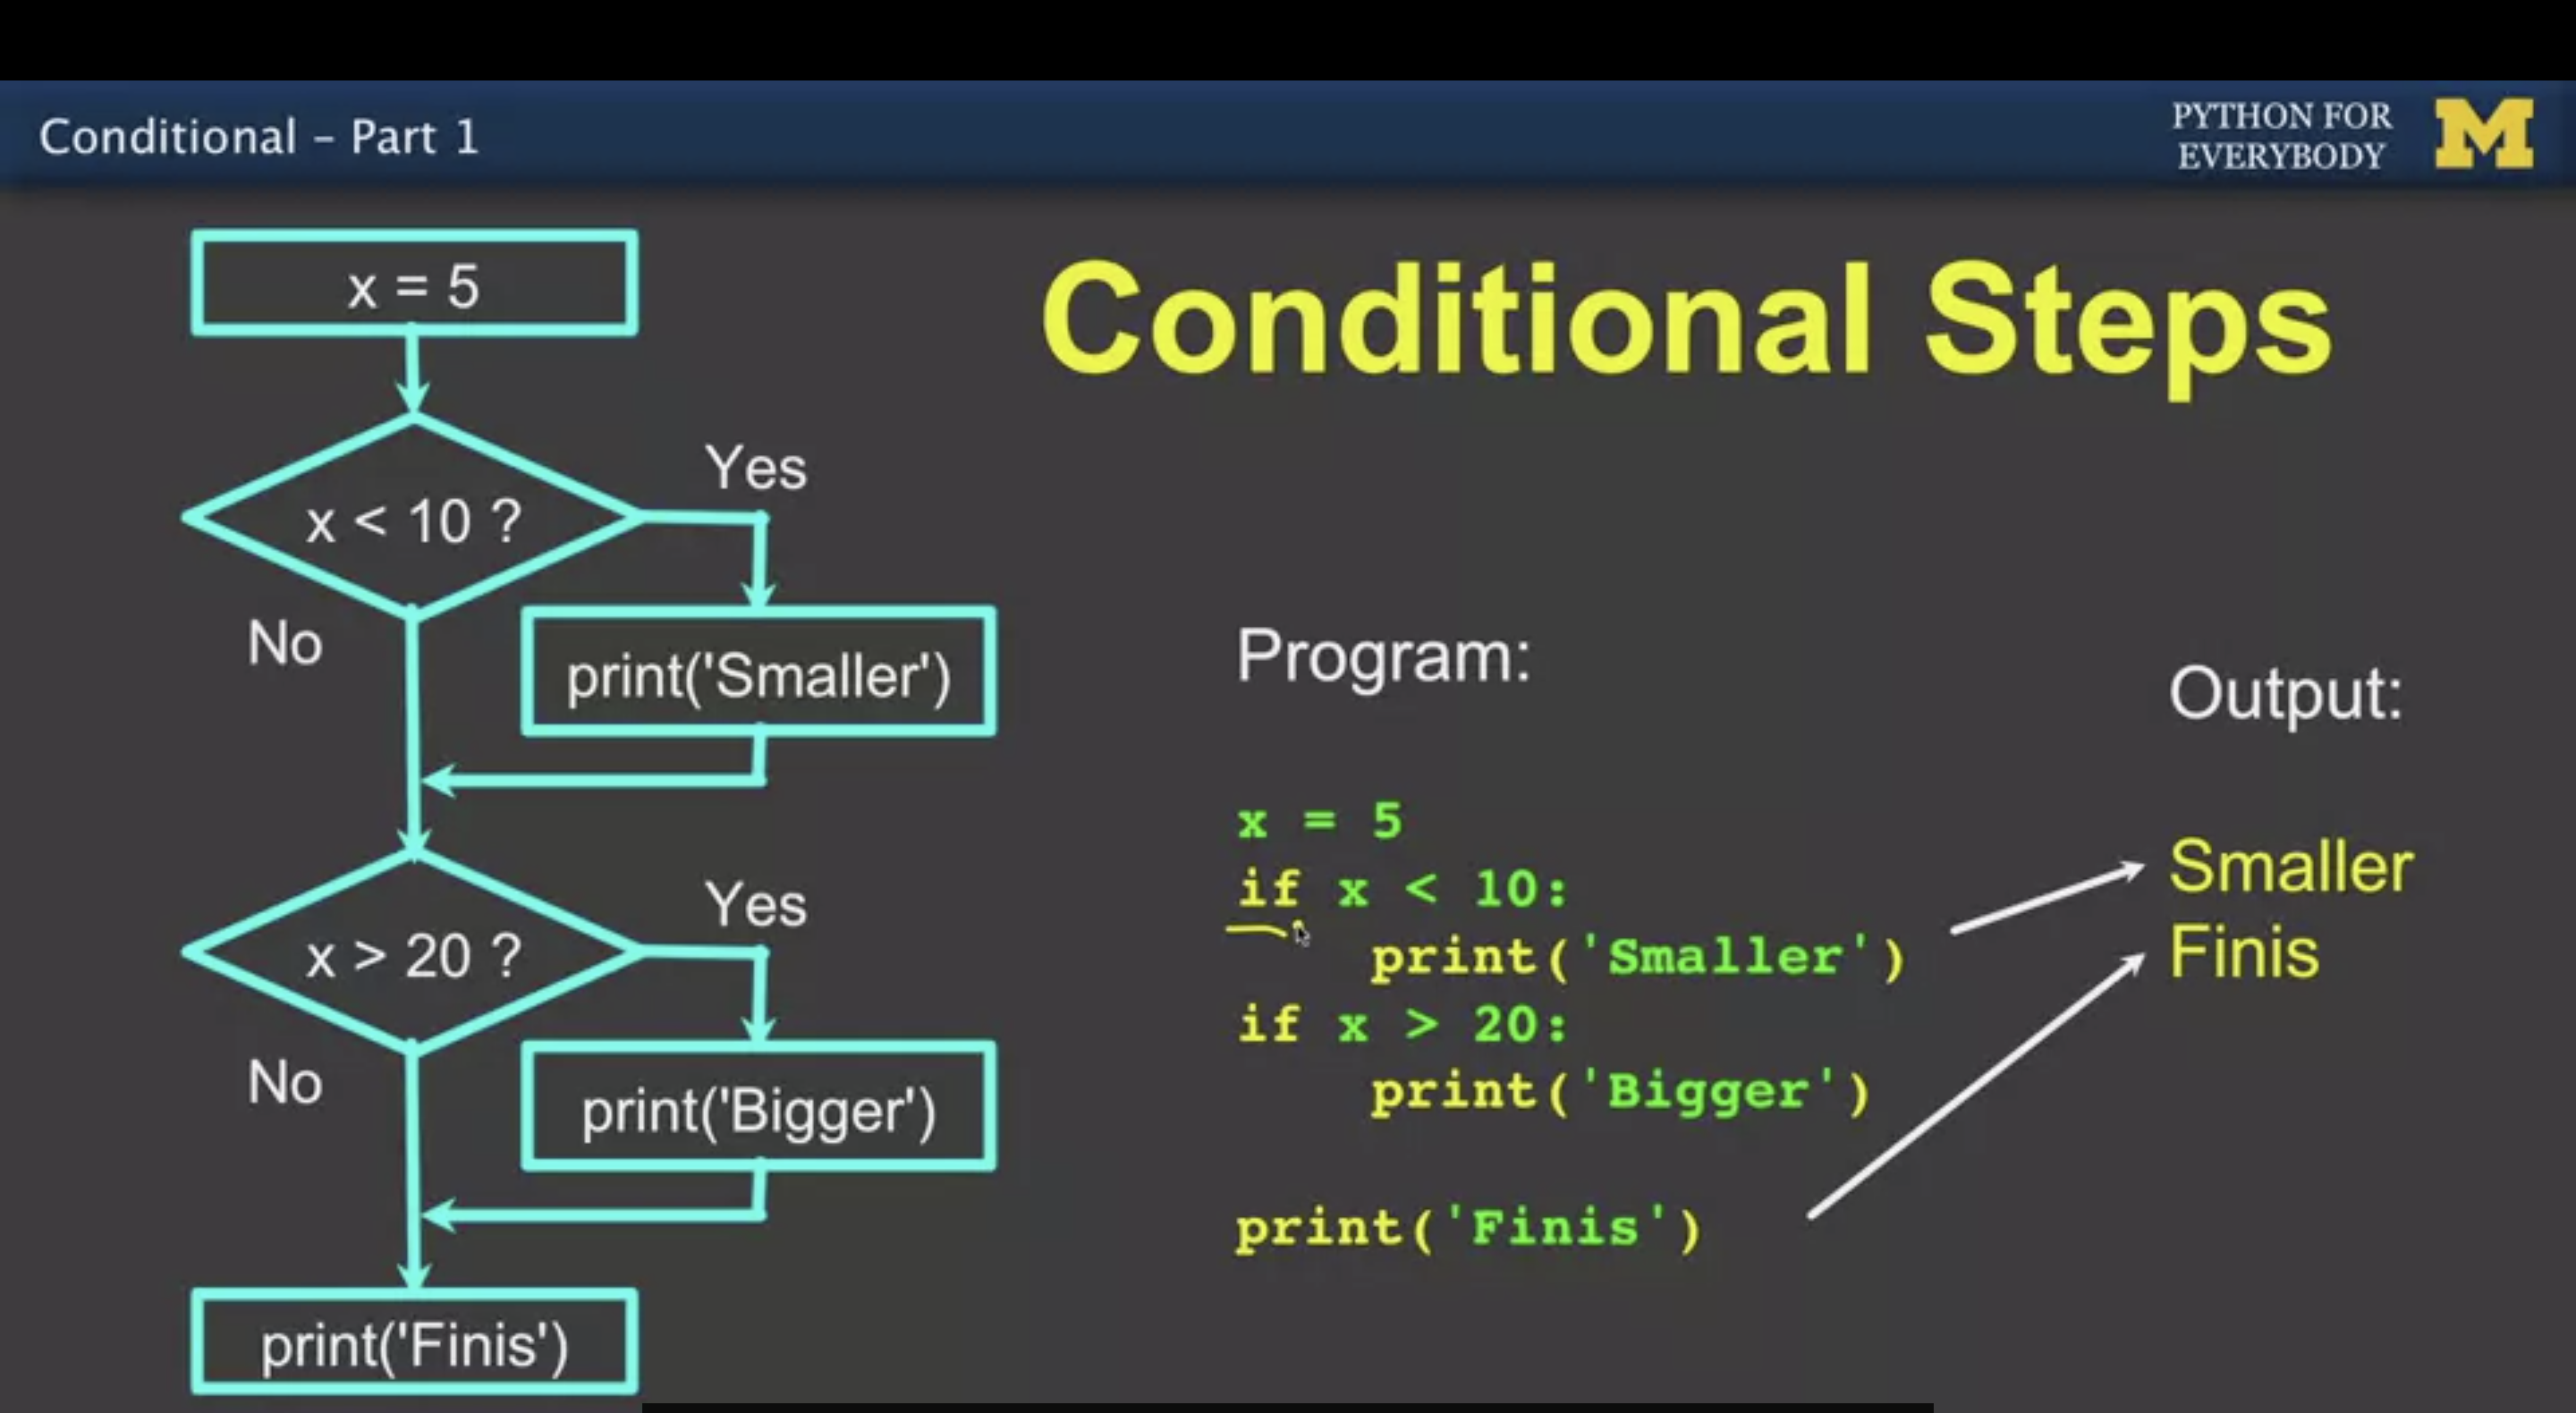 Conditional – Part 1
PYTHON FOR
EVERYBODY
M
Conditional Steps
x = 5
x < 10 ?
Yes
No
print('Smaller')
x > 20 ?
Yes
No
print('Bigger')
print('Finis')
Program:
x = 5
if x < 10:
    print('Smaller')
if x > 20:
    print('Bigger')
print('Finis')
Output:
Smaller
Finis